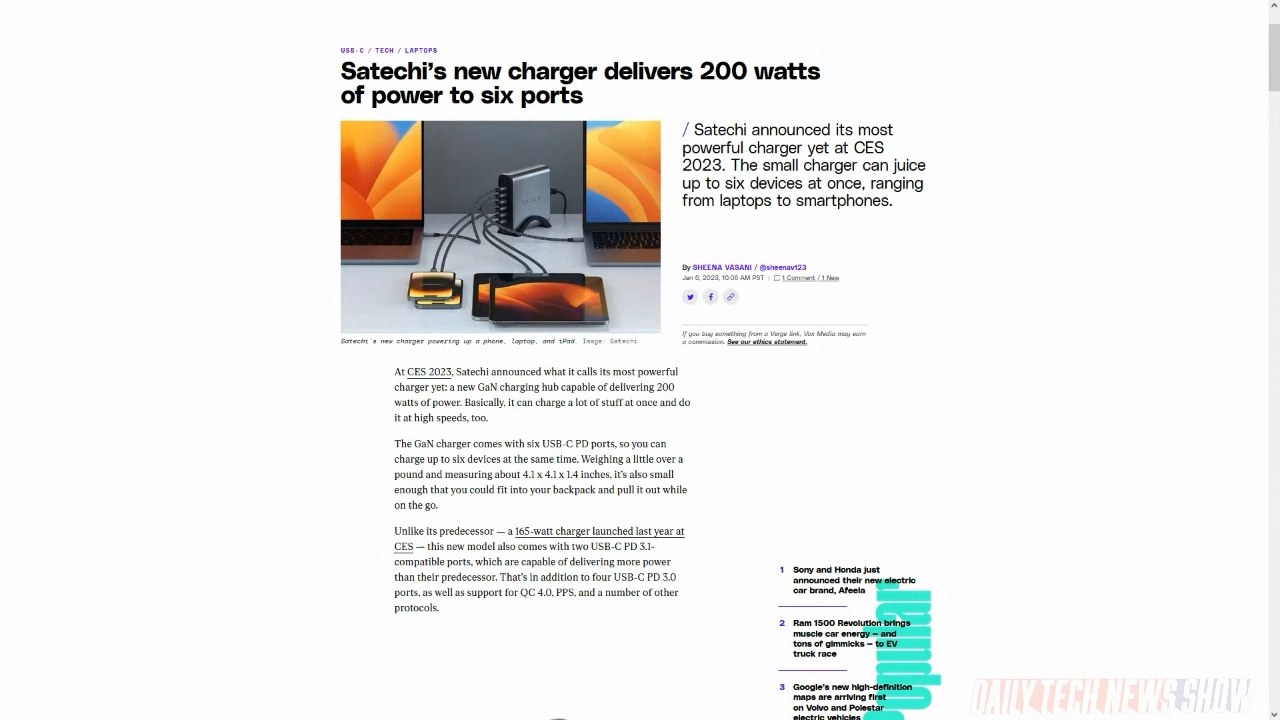 USB-C / TECH / LAPTOPS
Satechi's new charger delivers 200 watts
of power to six ports
/ Satechi announced its most
powerful charger yet at CES
2023. The small charger can juice
up to six devices at once, ranging
from laptops to smartphones.
By SHEENA VASANI / @sheenav123
Jan 6, 2023, 10:06 AM PST | 1 Comment / 1 New
If you buy something from a Verge link, Vox Media may earn
a commission. See our ethics statement.
Satechi's new charger powering up a phone, laptop, and iPad. Image: Satechi
At CES 2023, Satechi announced what it calls its most powerful
charger yet: a new GaN charging hub capable of delivering 200
watts of power. Basically, it can charge a lot of stuff at once and do
it at high speeds, too.
The GaN charger comes with six USB-C PD ports, so you can
charge up to six devices at the same time. Weighing a little over a
pound and measuring about 4.1 x 4.1 x 1.4 inches, it's also small
enough that you could fit into your backpack and pull it out while
on the go.
Unlike its predecessor — a 165-watt charger launched last year at
CES — this new model also comes with two USB-C PD 3.1-
compatible ports, which are capable of delivering more power
than their predecessor. That's in addition to four USB-C PD 3.0
ports, as well as support for QC 4.0, PPS, and a number of other
protocols.
1 Sony and Honda just
announced their new electric
car brand, Afeela
2 Ram 1500 Revolution brings
muscle car energy — and
tons of gimmicks — to EV
truck race
3 Google's new high-definition
maps are arriving first
on Volvo and Polestar
electric vehicles
DAILY TECH NEWS SHOW